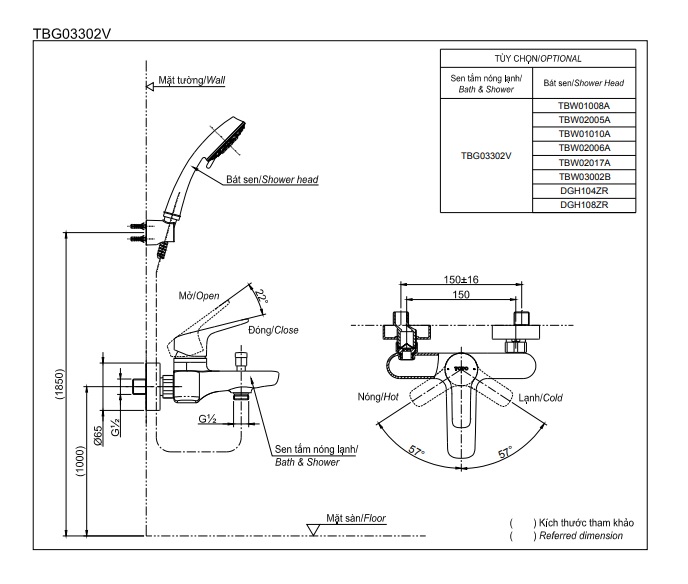 TBG03302V
Mặt tường/Wall
TÙY CHỌN/OPTIONAL
Sen tắm nóng lạnh/
Bath & Shower
Bát sen/Shower Head
TBG03302V
TBW01008A
TBW02005A
TBW01010A
TBW02006A
TBW02017A
TBW03002B
DGH104ZR
DGH108ZR
Bát sen/Shower head
Mở/Open
22°
Đóng/Close
150±16
150
TOTO
Nóng/Hot
Lạnh/Cold
57°
57°
(1850)
(1000)
Ø65
G½
G½
Sen tắm nóng lạnh/
Bath & Shower
Mặt sàn/Floor
( ) Kích thước tham khảo
( ) Referred dimension